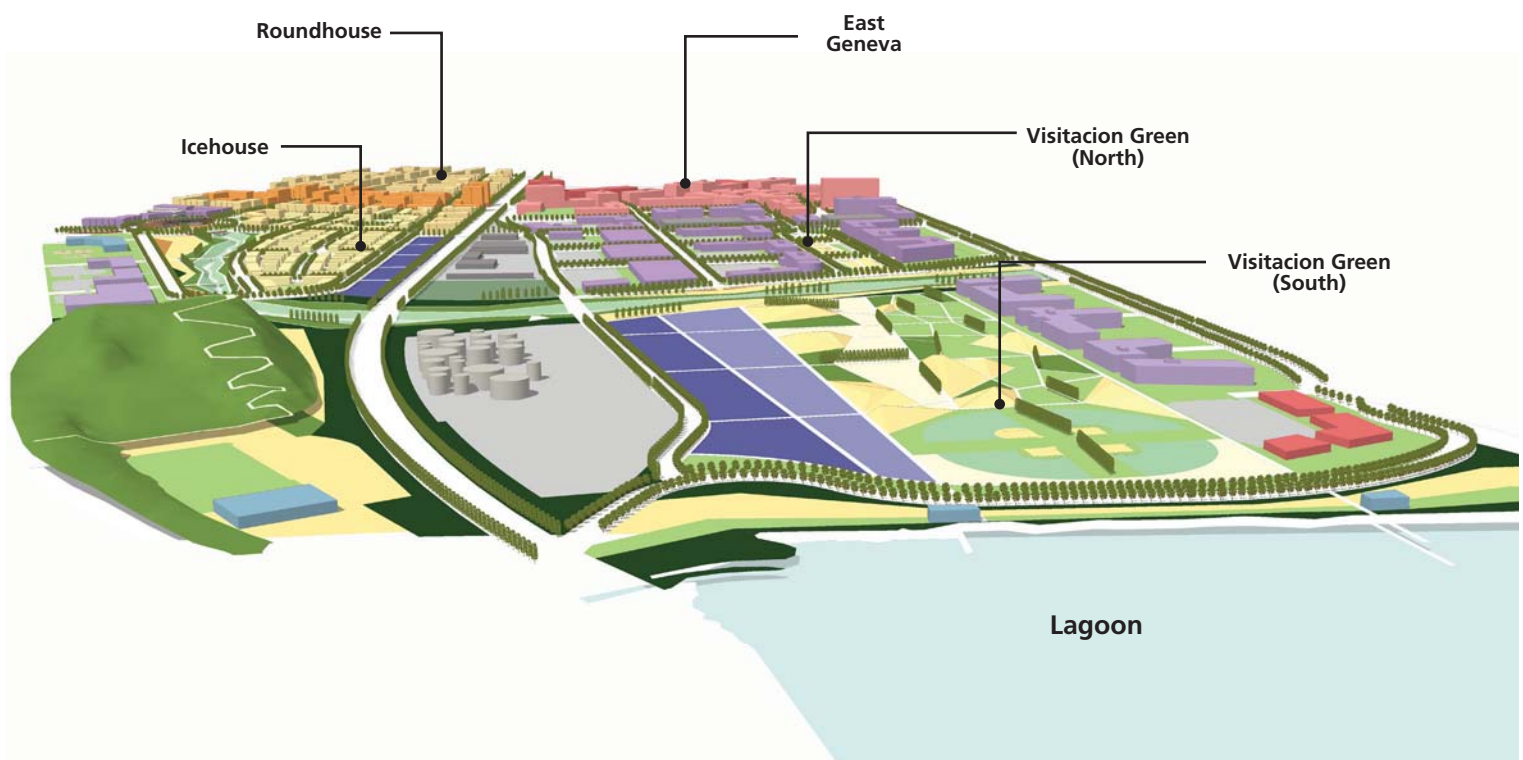 Roundhouse
East
Geneva
Icehouse
Visitacion Green
(North)
Visitacion Green
(South)
Lagoon